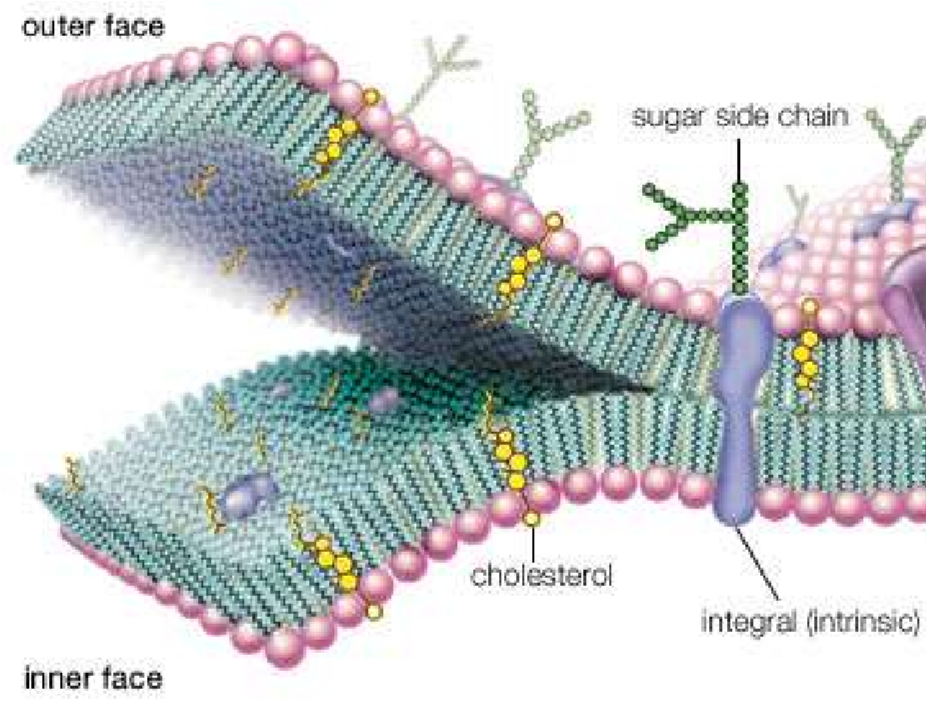 outer face
sugar side chain
cholesterol
integral (intrinsic)
inner face